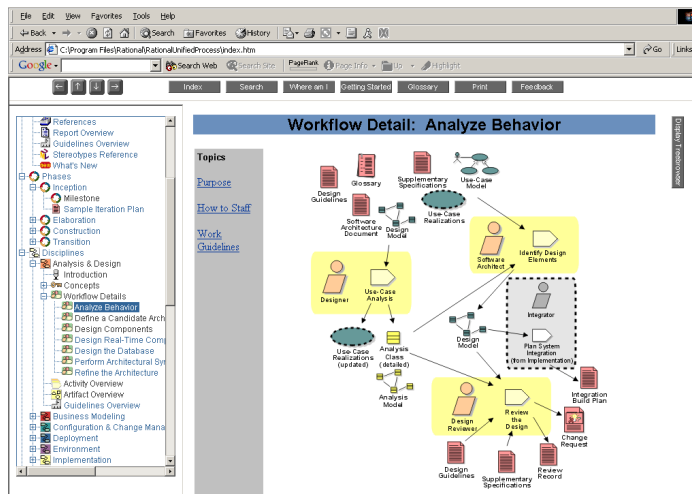 File Edit View Favorites Tools Help
Back Search Favorites History
Address C:\Program Files\Rational\RationalUnifiedProcess\index.htm Go Links
Google Search Web Search Site PageRank Page Info Up Highlight
Index Search Where am I Getting Started Glossary Print Feedback
References
Report Overview
Guidelines Overview
Stereotypes Reference
What's New
Phases
Inception
Milestone
Sample Iteration Plan
Elaboration
Construction
Transition
Disciplines
Analysis & Design
Introduction
Concepts
Workflow Details
Analyze Behavior
Define a Candidate Arch
Design Components
Design Real-Time Comp
Design the Database
Perform Architectural Syn
Refine the Architecture
Activity Overview
Artifact Overview
Guidelines Overview
Business Modeling
Configuration & Change Mana
Deployment
Environment
Implementation
Workflow Detail: Analyze Behavior
Display Treebrowser
Topics
Purpose
How to Staff
Work
Guidelines
Design
Guidelines
Glossary
Supplementary
Specifications
Use-Case
Model
Software
Architecture
Document
Design
Model
Use-Case
Realizations
Software
Architect
Identify Design
Elements
Designer
Use-Case
Analysis
Integrator
Plan System
Integration
(from Implementation)
Use-Case
Realizations
(updated)
Analysis
Class
(detailed)
Design
Model
Analysis
Model
Integration
Build Plan
Design
Reviewer
Review
the
Design
Change
Request
Design
Guidelines
Supplementary
Specifications
Review
Record